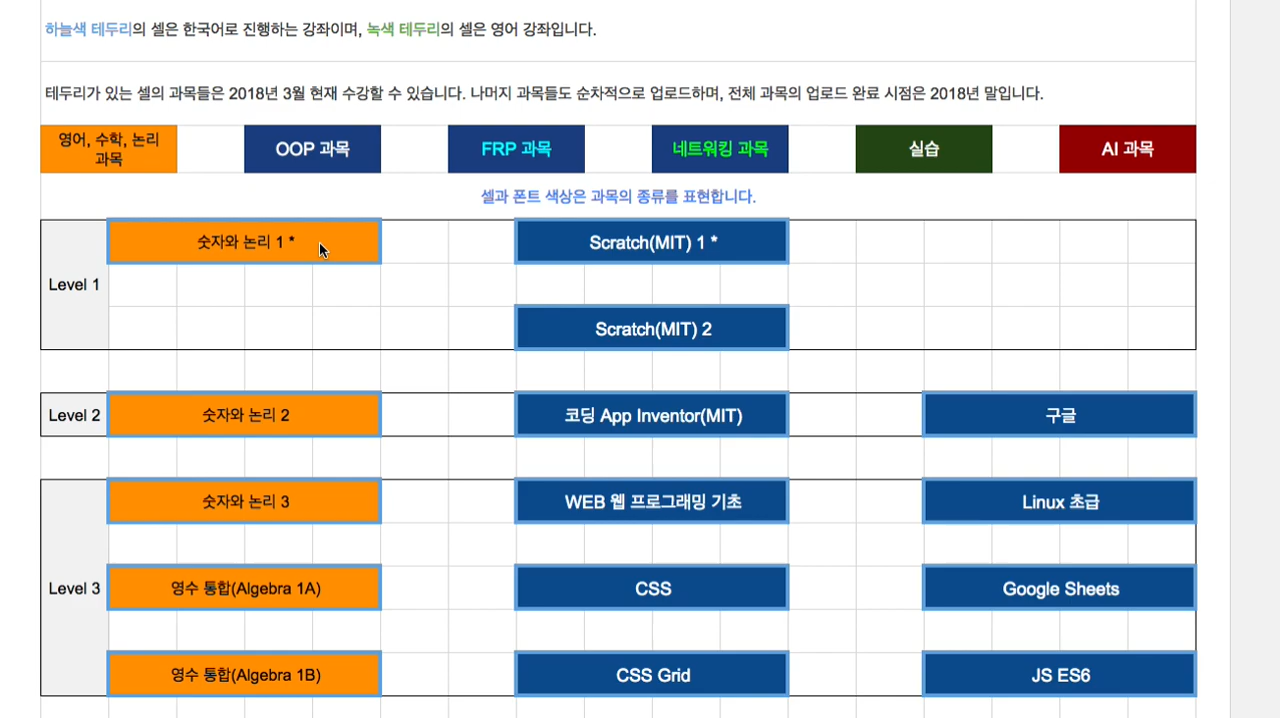 하늘색 테두리의 셀은 한국어로 진행하는 강좌이며, 녹색 테두리의 셀은 영어 강좌입니다.
테두리가 있는 셀의 과목들은 2018년 3월 현재 수강할 수 있습니다. 나머지 과목들도 순차적으로 업로드하며, 전체 과목의 업로드 완료 시점은 2018년 말입니다.
영어, 수학, 논리
과목
OOP 과목
FRP 과목
네트워킹 과목
실습
AI 과목
셀과 폰트 색상은 과목의 종류를 표현합니다.
Level 1
숫자와 논리 1 *
Scratch(MIT) 1 *
Scratch(MIT) 2
Level 2
숫자와 논리 2
코딩 App Inventor(MIT)
구글
Level 3
숫자와 논리 3
WEB 웹 프로그래밍 기초
Linux 초급
영수 통합(Algebra 1A)
CSS
Google Sheets
영수 통합(Algebra 1B)
CSS Grid
JS ES6